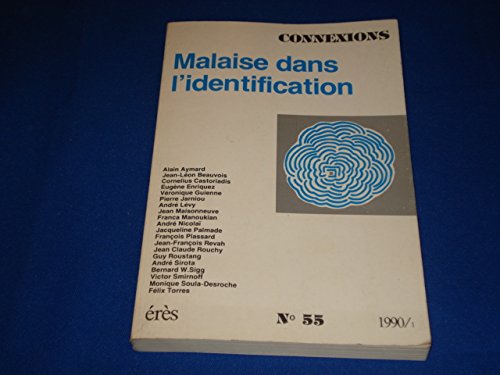 CONNEXIONS
Malaise dans
l'identification
Alain Aymard
Jean-Léon Beauvois
Cornelius Castoriadis
Eugène Enriquez
Véronique Guienne
Pierre Jarniou
André Lévy
Jean Maisonneuve
Franca Manoukian
André Nicolaï
Jacqueline Palmade
François Plassard
Jean-François Revah
Jean Claude Rouchy
Guy Roustang
André Sirota
Bernard W.Sigg
Victor Smirnoff
Monique Soula-Desroche
Félix Torres
érès
N° 55
1990/1